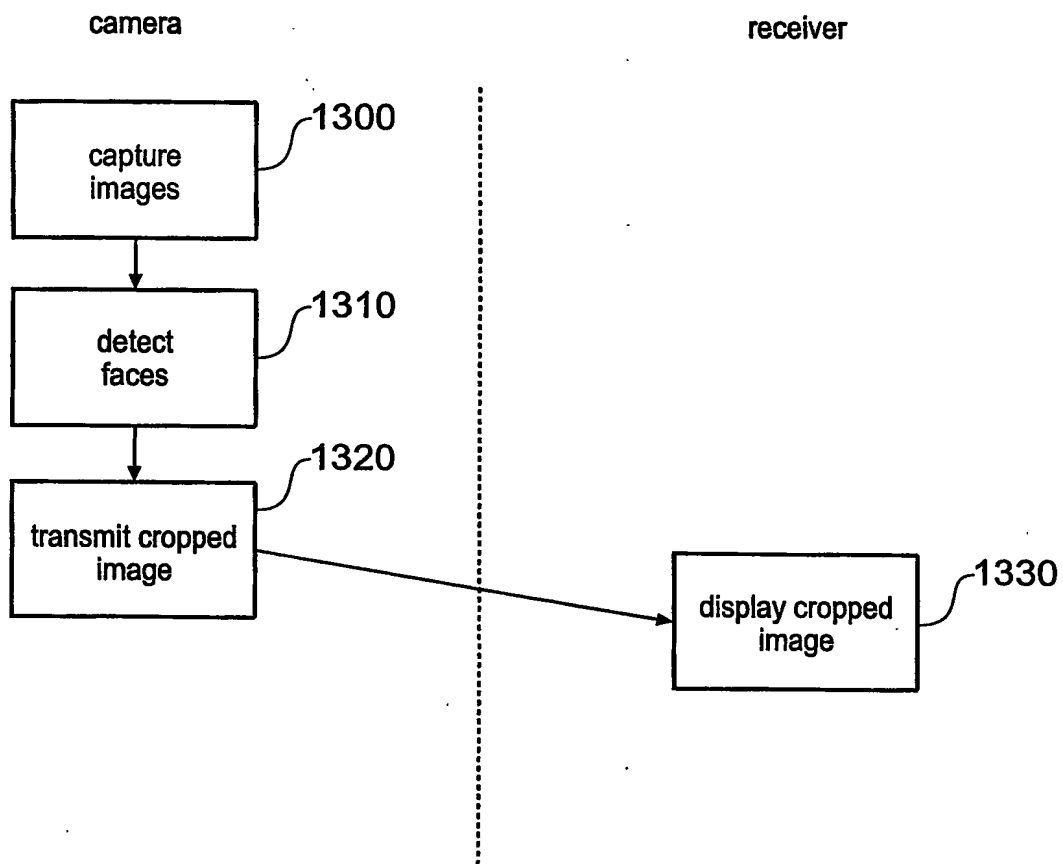 camera
receiver
1300
capture
images
1310
detect
faces
1320
transmit cropped
image
1330
display cropped
image